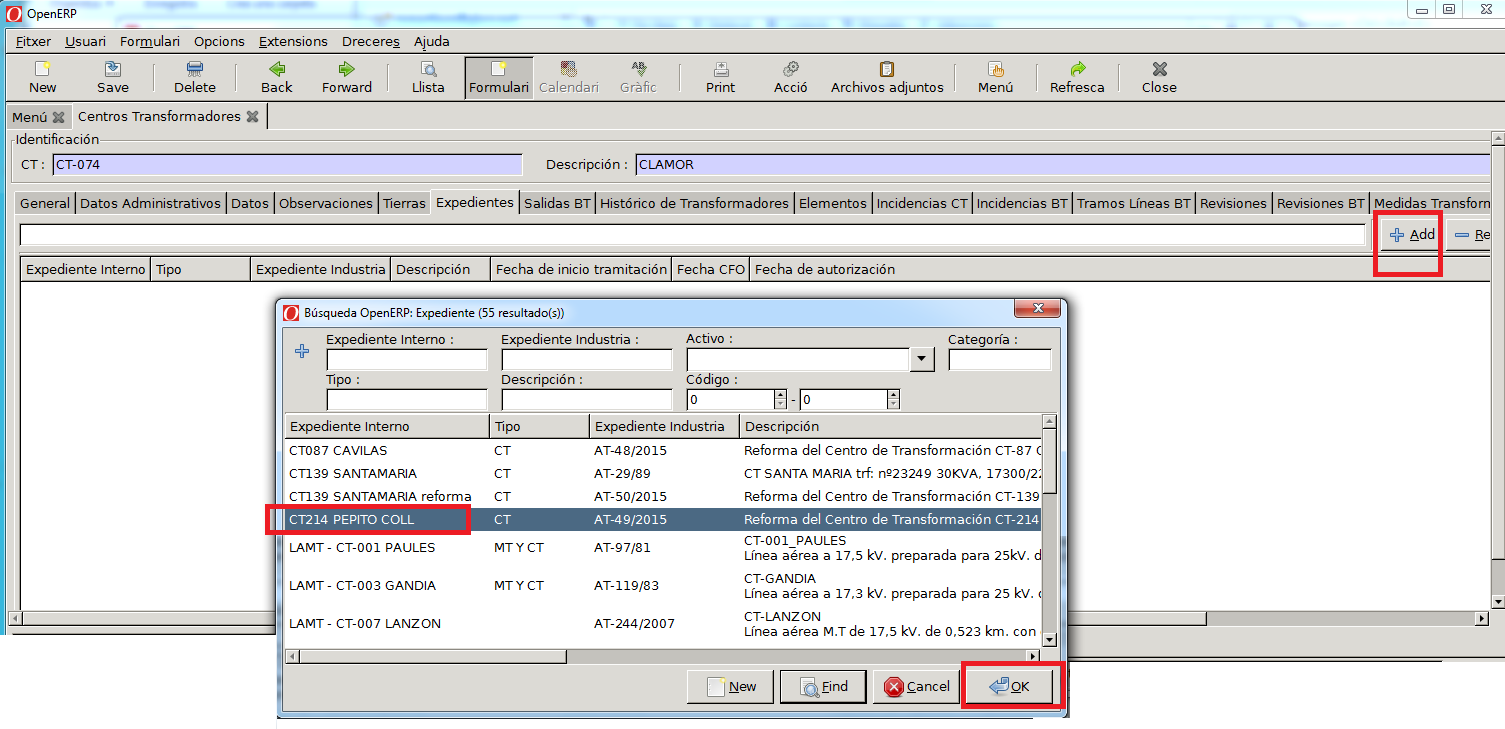 OpenERP
Fitxer Usuari Formulari Opcions Extensions Dreceres Ajuda
New Save Delete Back Forward Llista Formulari Calendari Gràfic Print Acció Archivos adjuntos Menú Refresca Close
Menú Centros Transformadores
Identificación
CT : CT-074 Descripción : CLAMOR
General Datos Administrativos Datos Observaciones Tierras Expedientes Salidas BT Histórico de Transformadores Elementos Incidencias CT Incidencias BT Tramos Líneas BT Revisiones Revisiones BT Medidas Transform
Add Re
Expediente Interno Tipo Expediente Industria Descripción Fecha de inicio tramitación Fecha CFO Fecha de autorización
Búsqueda OpenERP: Expediente (55 resultado(s))
Expediente Interno : Expediente Industria : Activo : Categoría :
Tipo : Descripción : Código :
0 - 0
Expediente Interno Tipo Expediente Industria Descripción
CT087 CAVILAS CT AT-48/2015 Reforma del Centro de Transformación CT-87 C
CT139 SANTAMARIA CT AT-29/89 CT SANTA MARIA trf: nº23249 30KVA, 17300/22
CT139 SANTAMARIA reforma CT AT-50/2015 Reforma del Centro de Transformación CT-139
CT214 PEPITO COLL CT AT-49/2015 Reforma del Centro de Transformación CT-214
LAMT - CT-001 PAULES MT Y CT AT-97/81 CT-001_PAULES
Línea aérea a 17,5 kV. preparada para 25kV. d
LAMT - CT-003 GANDIA MT Y CT AT-119/83 CT-GANDIA
Línea aérea a 17,3 kV. preparada para 25 kV.
LAMT - CT-007 LANZON AT-244/2007 CT-LANZON
Línea aérea M.T de 17,5 kV. de 0,523 km. con
New Find Cancel OK